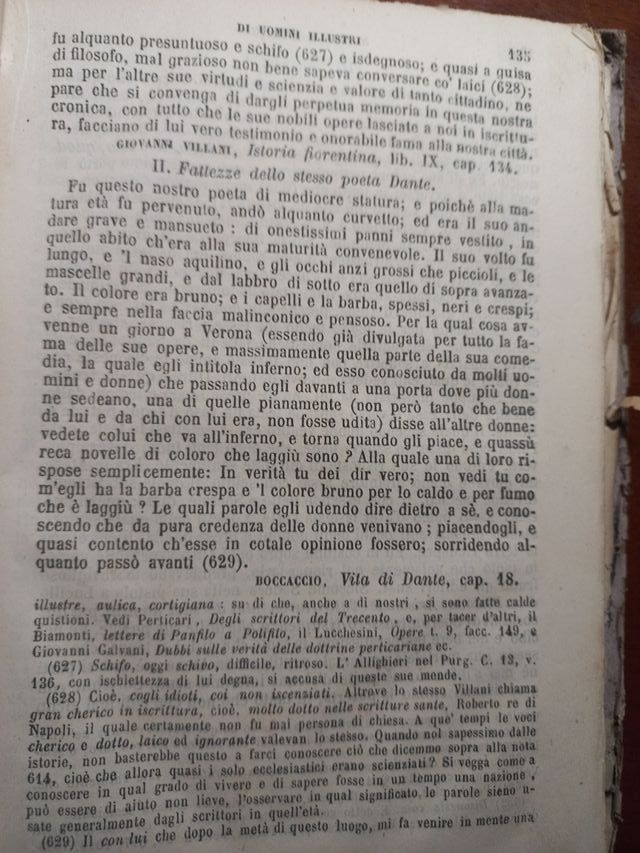 DI UOMINI ILLUSTRI
135
fu alquanto presuntuoso e schifo (627) e isdegnoso; e quasi a guisa
di filosofo, mal grazioso non bene sapeva conversare co' laici (628);
ma per l'altre sue virtudi e scienzia e valore di tanto cittadino, ne
pare che si convenga di dargli perpetua memoria in questa nostra
cronica, con tutto che le sue nobili opere lasciate a noi in iscrittu-
ra, facciano di lui vero testimonio e onorabile fama alla nostra città.
GIOVANNI VILLANI, Istoria fiorentina, lib. IX, cap. 134.
II. Fattezze dello stesso poeta Dante.
Fu questo nostro poeta di mediocre statura; e poichè alla ma-
tura età fu pervenuto, andò alquanto curvetto; ed era il suo an-
dare grave e mansueto: di onestissimi panni sempre vestito, in
quello abito ch'era alla sua maturità convenevole. Il suo volto fu
lungo, e 'l naso aquilino, e gli occhi anzi grossi che piccioli, e le
mascelle grandi, e dal labbro di sotto era quello di sopra avanza-
to. Il colore era bruno; e i capelli e la barba, spessi, neri e crespi;
e sempre nella faccia malinconico e pensoso. Per la qual cosa av-
venne un giorno a Verona (essendo già divulgata per tutto la fa-
ma delle sue opere, e massimamente quella parte della sua come-
dia, la quale egli intitola inferno; ed esso conosciuto da molti uo-
mini e donne) che passando egli davanti a una porta dove più don-
ne sedeano, una di quelle pianamente (non però tanto che bene
da lui e da chi con lui era, non fosse udita) disse all'altre donne:
vedete colui che va all'inferno, e torna quando gli piace, e quassù
reca novelle di coloro che laggiù sono? Alla quale una di loro ri-
spose semplicemente: In verità tu dei dir vero; non vedi tu co-
m'egli ha la barba crespa e 'l colore bruno per lo caldo e per fumo
che è laggiù? Le quali parole egli udendo dire dietro a sè, e cono-
scendo che da pura credenza delle donne venivano; piacendogli, e
quasi contento ch'esse in cotale opinione fossero; sorridendo al-
quanto passò avanti (629).
BOCCACCIO, Vita di Dante, cap. 18.
illustre, aulica, cortigiana: su di che, anche a dì nostri, si sono fatte calde
quistioni. Vedi Perticari, Degli scrittori del Trecento, e, per tacer d'altri, il
Biamonti, lettere di Panfilo a Polifilo, il Lucchesini, Opere t. 9, facc. 149, e
Giovanni Galvani, Dubbi sulle verità delle dottrine perticariane ec.
(627) Schifo, oggi schivo, difficile, ritroso. L'Allighieri nel Purg. C. 13, v.
136, con ischiettezza di lui degna, si accusa di queste sue mende.
(628) Cioè, cogli idioti, coi non iscenziati. Altrove lo stesso Villani chiama
gran cherico in iscrittura, cioè, molto dotto nelle scritture sante, Roberto re di
Napoli, il quale certamente non fu mai persona di chiesa. A que' tempi le voci
cherico e dotto, laico ed ignorante valevan lo stesso. Quando nol sapessimo dalle
istorie, non basterebbe questo a farci conoscere ciò che dicemmo sopra alla nota
614, cioè che allora quasi i solo ecclesiastici erano scienziati? Si vegga come a
conoscere in qual grado di vivere e di sapere fosse in un tempo una nazione,
può essere di aiuto non lieve, l'osservare in qual significato le parole sieno u-
sate generalmente dagli scrittori in quell'età.
(629) Il con lui che dopo la metà di questo luogo, mi fa venire in mente una